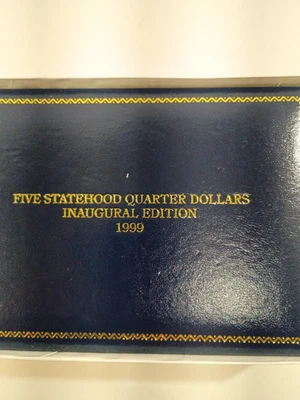 FIVE STATEHOOD QUARTER DOLLARS
INAUGURAL EDITION
1999